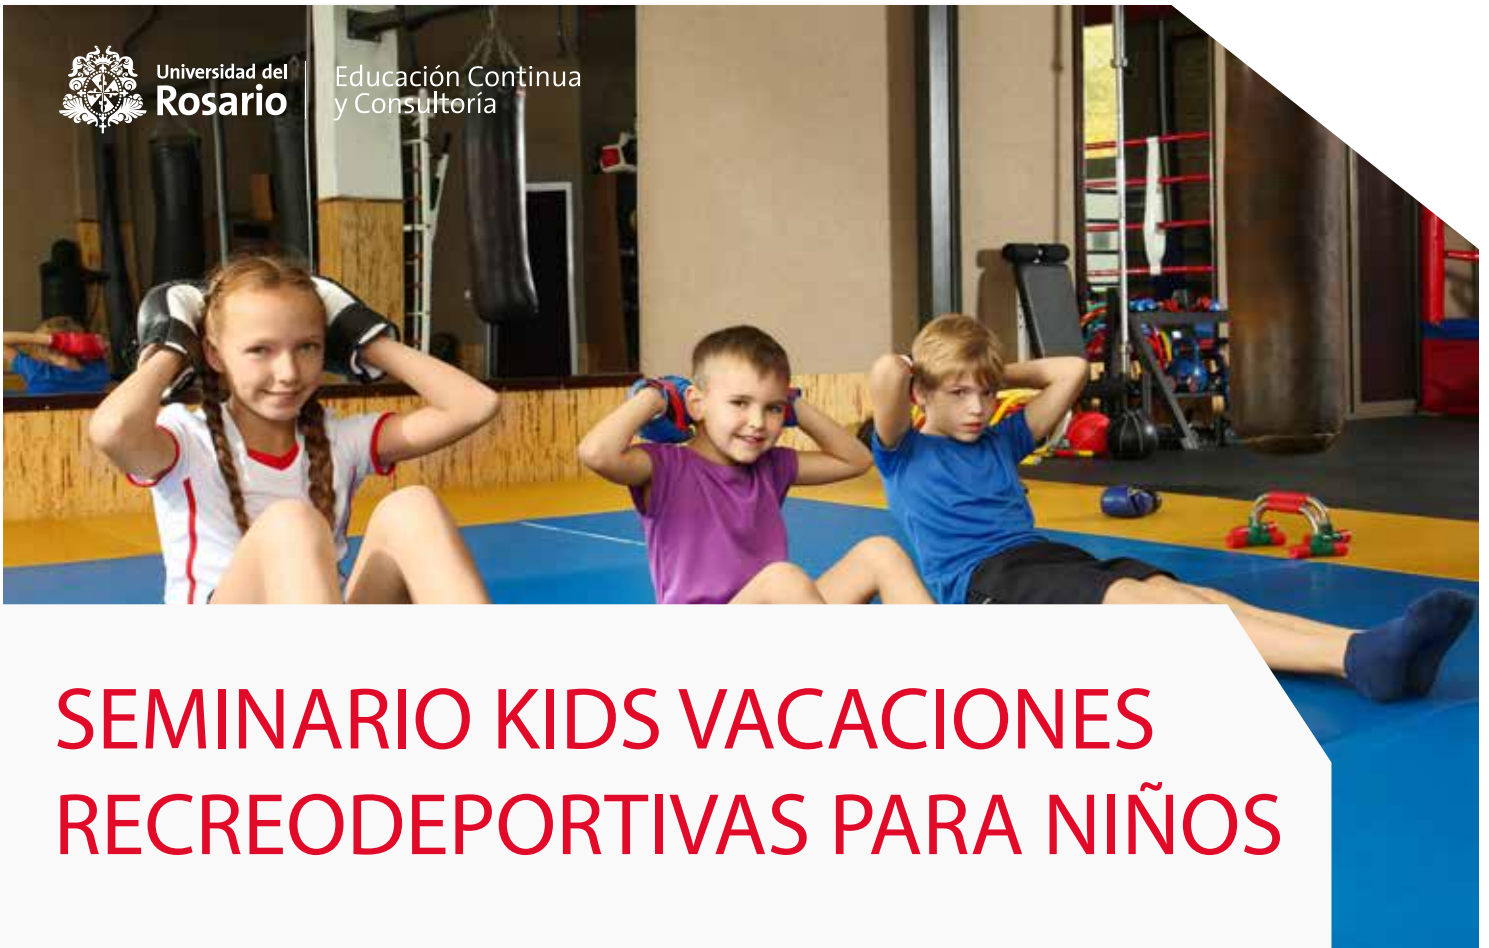 Universidad del
Rosario
Educación Continua
y Consultoría
SEMINARIO KIDS VACACIONES
RECREODEPORTIVAS PARA NIÑOS